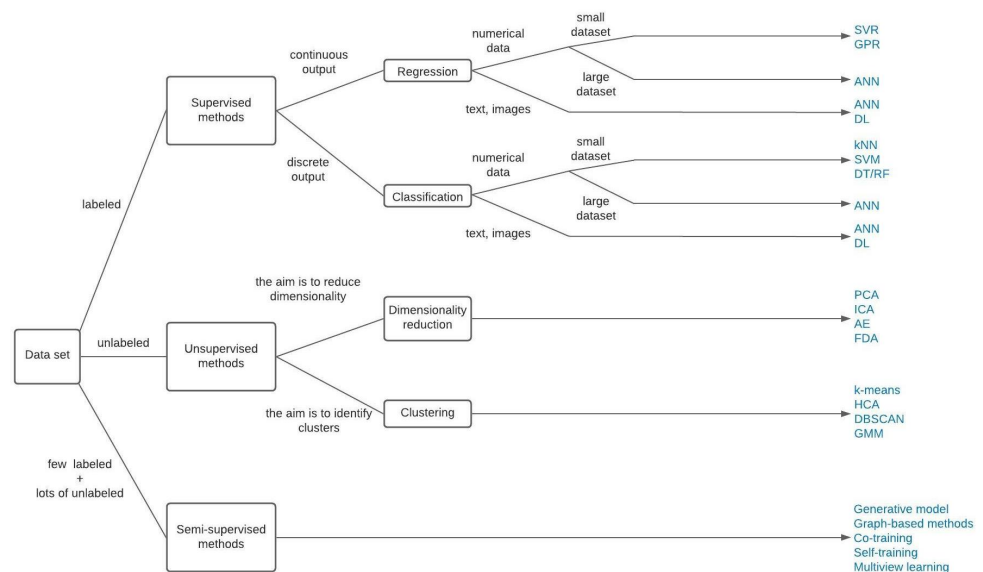 small
dataset
numerical
data
SVR
GPR
continuous
output
Regression
large
dataset
ANN
text, images
ANN
DL
Supervised
methods
small
dataset
numerical
data
kNN
SVM
DT/RF
discrete
output
Classification
large
dataset
ANN
text, images
ANN
DL
labeled
the aim is to reduce
dimensionality
Dimensionality
reduction
PCA
ICA
AE
FDA
Data set
unlabeled
Unsupervised
methods
the aim is to identify
clusters
Clustering
k-means
HCA
DBSCAN
GMM
few labeled
+
lots of unlabeled
Semi-supervised
methods
Generative model
Graph-based methods
Co-training
Self-training
Multiview learning